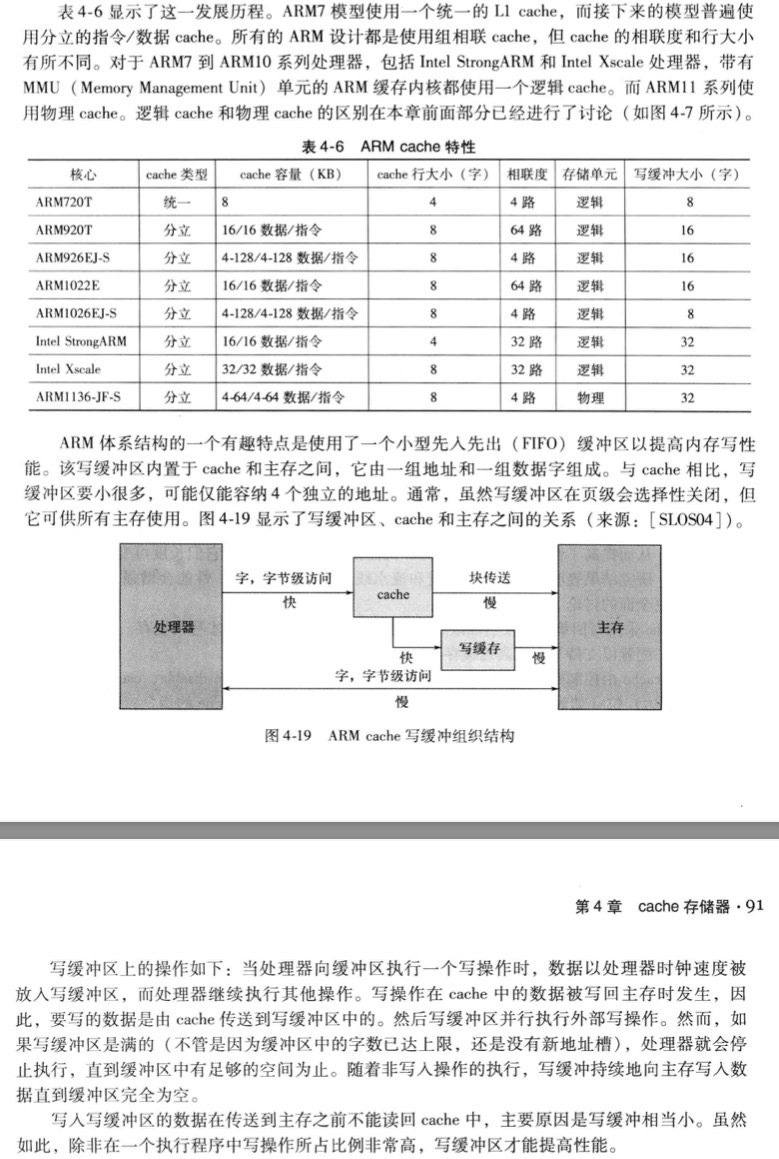 表 4-6 显示了这一发展历程。ARM7 模型使用一个统一的 L1 cache，而接下来的模型普遍使
用分立的指令/数据 cache。所有的 ARM 设计都是使用组相联 cache，但 cache 的相联度和行大小
有所不同。对于 ARM7 到 ARM10 系列处理器，包括 Intel StrongARM 和 Intel Xscale 处理器，带有
MMU（Memory Management Unit）单元的 ARM 缓存内核都使用一个逻辑 cache。而 ARM11 系列使
用物理 cache。逻辑 cache 和物理 cache 的区别在本章前面部分已经进行了讨论（如图 4-7 所示）。
表 4-6 ARM cache 特性
核心 cache 类型 cache 容量（KB） cache 行大小（字） 相联度 存储单元 写缓冲大小（字）
ARM720T 统一 8 4 4 路 逻辑 8
ARM920T 分立 16/16 数据/指令 8 64 路 逻辑 16
ARM926EJ-S 分立 4-128/4-128 数据/指令 8 4 路 逻辑 16
ARM1022E 分立 16/16 数据/指令 8 64 路 逻辑 16
ARM1026EJ-S 分立 4-128/4-128 数据/指令 8 4 路 逻辑 8
Intel StrongARM 分立 16/16 数据/指令 4 32 路 逻辑 32
Intel Xscale 分立 32/32 数据/指令 8 32 路 逻辑 32
ARM1136-JF-S 分立 4-64/4-64 数据/指令 8 4 路 物理 32
ARM 体系结构的一个有趣特点是使用了一个小型先入先出（FIFO）缓冲区以提高内存写性
能。该写缓冲区内置于 cache 和主存之间，它由一组地址和一组数据字组成。与 cache 相比，写
缓冲区要小很多，可能仅能容纳 4 个独立的地址。通常，虽然写缓冲区在页级会选择性关闭，但
它可供所有主存使用。图 4-19 显示了写缓冲区、cache 和主存之间的关系（来源：[SLOS04]）。
字，字节级访问
快
块传送
慢
cache
处理器
主存
写缓存
快
慢
字，字节级访问
慢
图 4-19 ARM cache 写缓冲组织结构
第 4 章 cache 存储器·91
写缓冲区上的操作如下：当处理器向缓冲区执行一个写操作时，数据以处理器时钟速度被
放入写缓冲区，而处理器继续执行其他操作。写操作在 cache 中的数据被写回主存时发生，因
此，要写的数据是由 cache 传送到写缓冲区中的。然后写缓冲区并行执行外部写操作。然而，如
果写缓冲区是满的（不管是因为缓冲区中的字数已达上限，还是没有新地址槽），处理器就会停
止执行，直到缓冲区中有足够的空间为止。随着非写入操作的执行，写缓冲持续地向主存写入数
据直到缓冲区完全为空。
写入写缓冲区的数据在传送到主存之前不能读回 cache 中，主要原因是写缓冲相当小。虽然
如此，除非在一个执行程序中写操作所占比例非常高，写缓冲区才能提高性能。